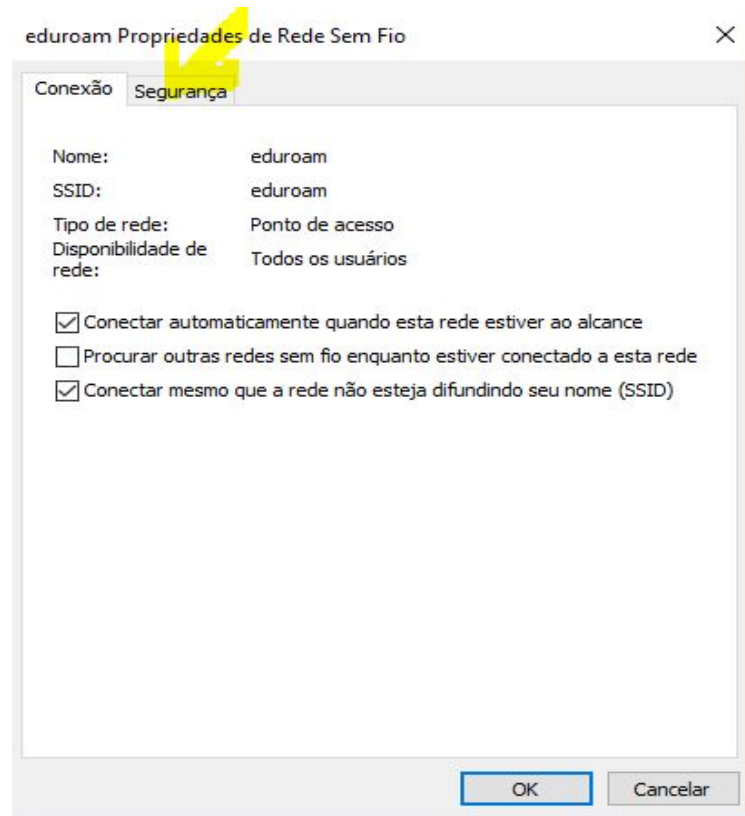 eduroam Propriedades de Rede Sem Fio
Conexão Segurança
Nome: eduroam
SSID: eduroam
Tipo de rede: Ponto de acesso
Disponibilidade de
rede: Todos os usuários
Conectar automaticamente quando esta rede estiver ao alcance
Procurar outras redes sem fio enquanto estiver conectado a esta rede
Conectar mesmo que a rede não esteja difundindo seu nome (SSID)
OK Cancelar